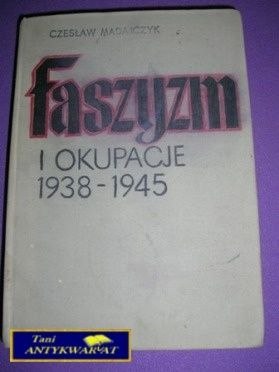 CZESŁAW MADAJCZYK
faszyzm
I OKUPACJE
1938-1945
Tani
ANTYKWARIAT